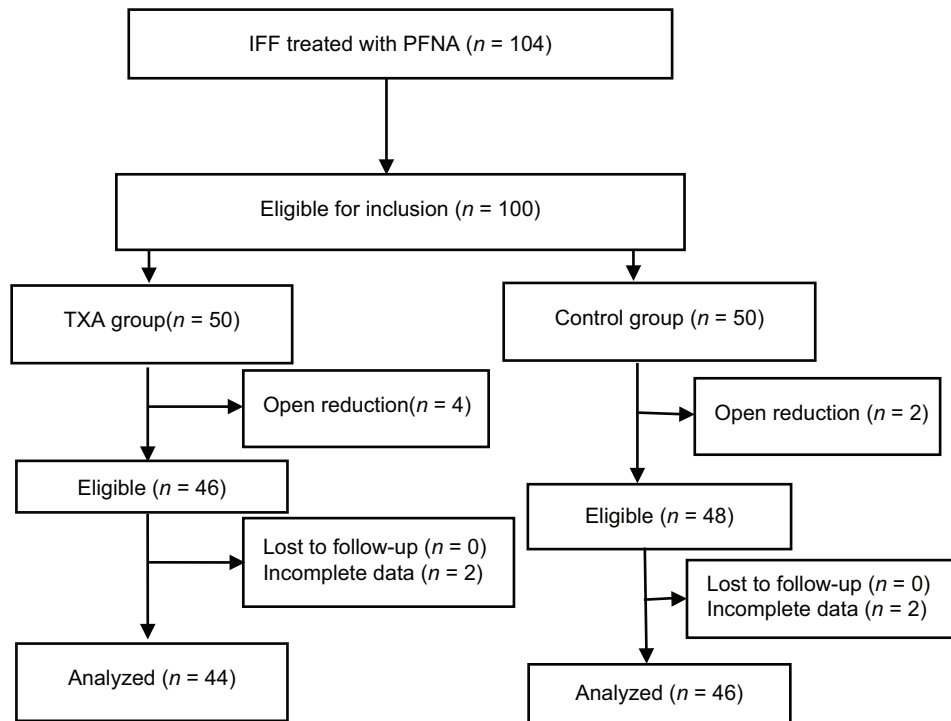 IFF treated with PFNA (n = 104)
Eligible for inclusion (n = 100)
TXA group(n = 50)
Control group (n = 50)
Open reduction(n = 4)
Open reduction (n = 2)
Eligible (n = 46)
Eligible (n = 48)
Lost to follow-up (n = 0)
Incomplete data (n = 2)
Lost to follow-up (n = 0)
Incomplete data (n = 2)
Analyzed (n = 44)
Analyzed (n = 46)